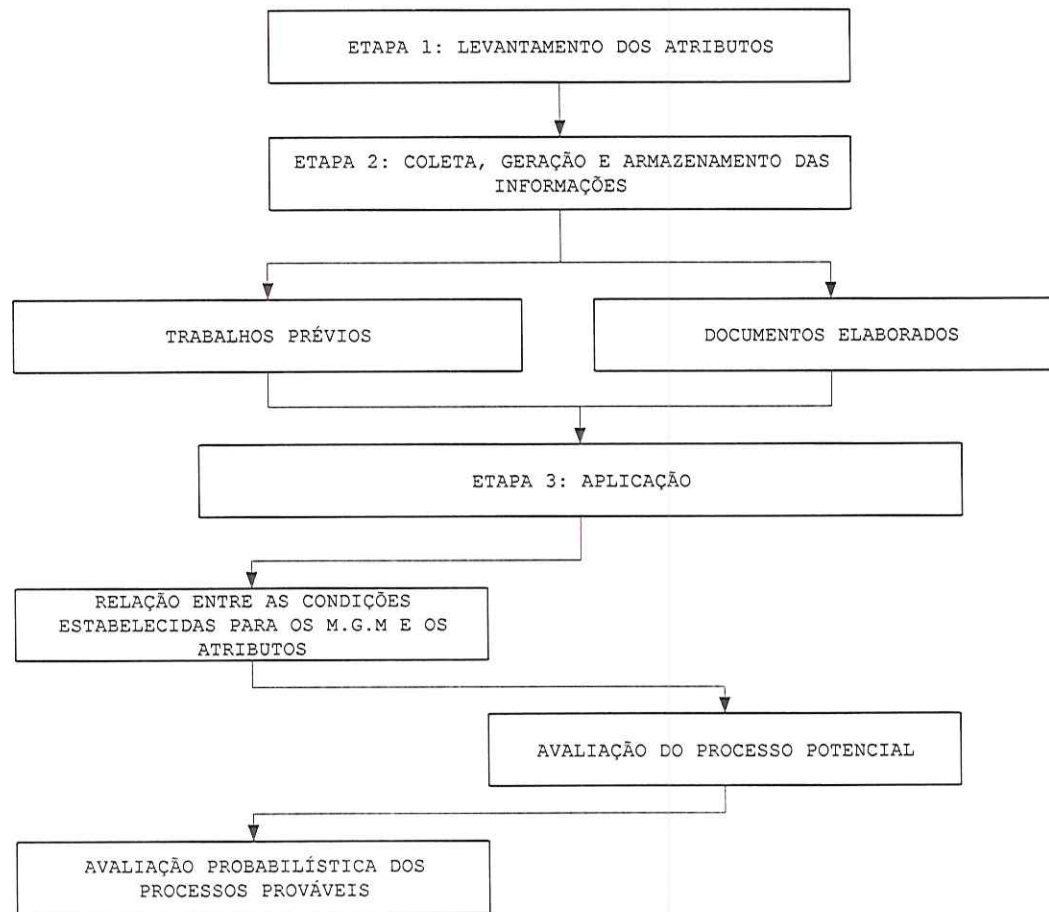 ETAPA 1: LEVANTAMENTO DOS ATRIBUTOS
ETAPA 2: COLETA, GERAÇÃO E ARMAZENAMENTO DAS
INFORMAÇÕES
TRABALHOS PRÉVIOS
DOCUMENTOS ELABORADOS
ETAPA 3: APLICAÇÃO
RELAÇÃO ENTRE AS CONDIÇÕES
ESTABELECIDAS PARA OS M.G.M E OS
ATRIBUTOS
AVALIAÇÃO DO PROCESSO POTENCIAL
AVALIAÇÃO PROBABILÍSTICA DOS
PROCESSOS PROVÁVEIS